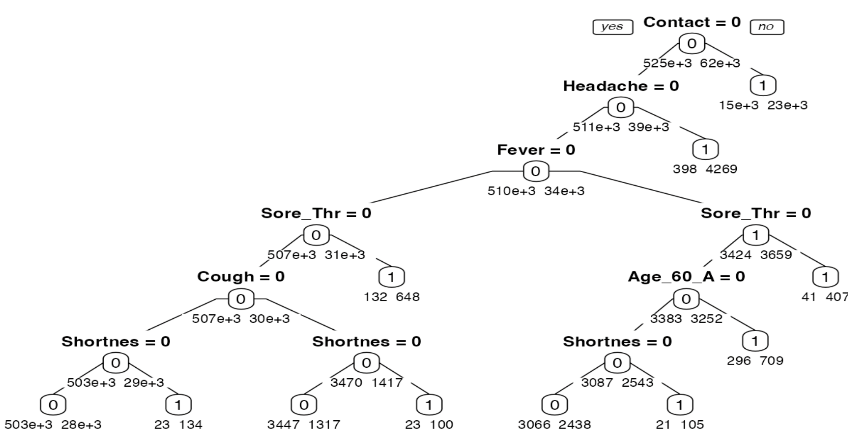 yes Contact = 0 no
0
525e+3 62e+3
Headache = 0 1
0 15e+3 23e+3
511e+3 39e+3
Fever = 0 1
0 398 4269
510e+3 34e+3
Sore_Thr = 0 Sore_Thr = 0
0 1
507e+3 31e+3 3424 3659
Cough = 0 1 Age_60_A = 0 1
0 132 648 0 41 407
507e+3 30e+3 3383 3252
Shortnes = 0 Shortnes = 0 Shortnes = 0 1
0 0 0 296 709
503e+3 29e+3 3470 1417 3087 2543
0 1 0 1 0 1
503e+3 28e+3 23 134 3447 1317 23 100 3066 2438 21 105